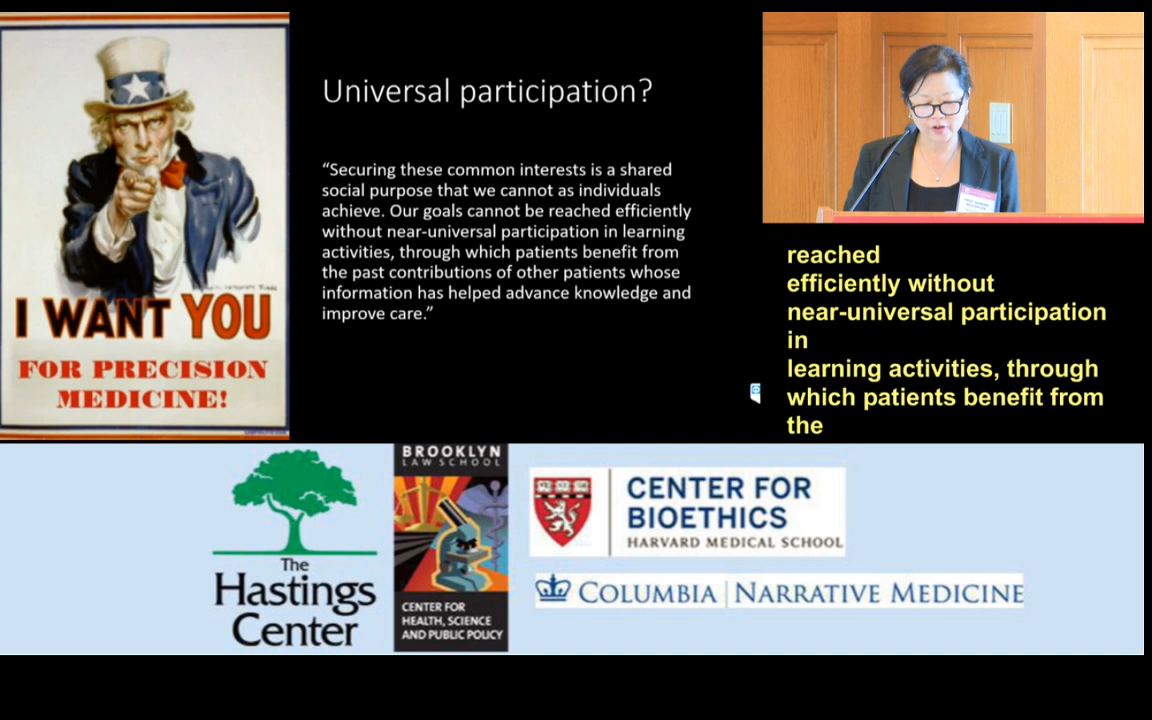 I WANT YOU
FOR PRECISION
MEDICINE!
Universal participation?
“Securing these common interests is a shared
social purpose that we cannot as individuals
achieve. Our goals cannot be reached efficiently
without near-universal participation in learning
activities, through which patients benefit from
the past contributions of other patients whose
information has helped advance knowledge and
improve care.”
reached
efficiently without
near-universal participation
in
learning activities, through
which patients benefit from
the
The
Hastings
Center
BROOKLYN
LAW SCHOOL
CENTER FOR
HEALTH, SCIENCE
AND PUBLIC POLICY
CENTER FOR
BIOETHICS
HARVARD MEDICAL SCHOOL
COLUMBIA | NARRATIVE MEDICINE